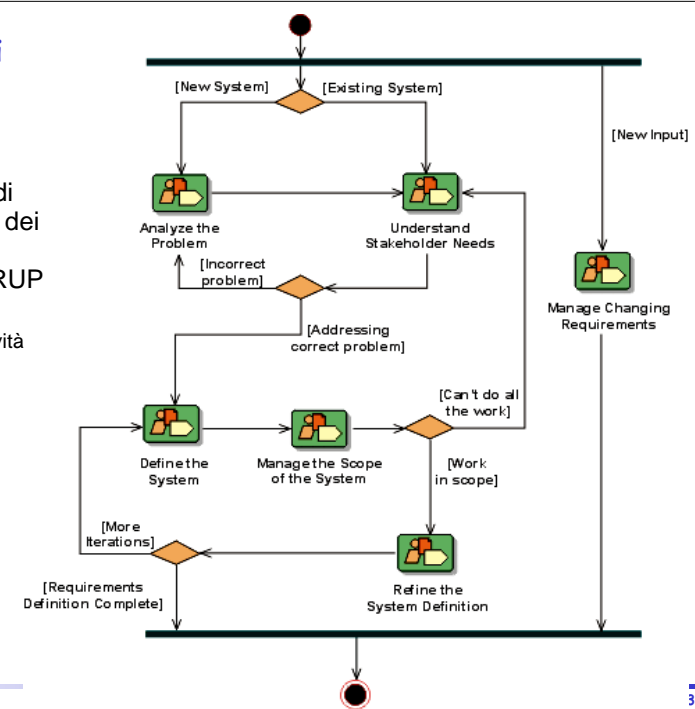 i
di
dei
RUP
vità
[New System]
[Existing System]
[New Input]
Analyze the
Problem
Understand
Stakeholder Needs
[Incorrect
problem]
Manage Changing
Requirements
[Addressing
correct problem]
[Can't do all
the work]
Define the
System
Manage the Scope
of the System
[Work
in scope]
[More
Iterations]
Refine the
System Definition
[Requirements
Definition Complete]
3